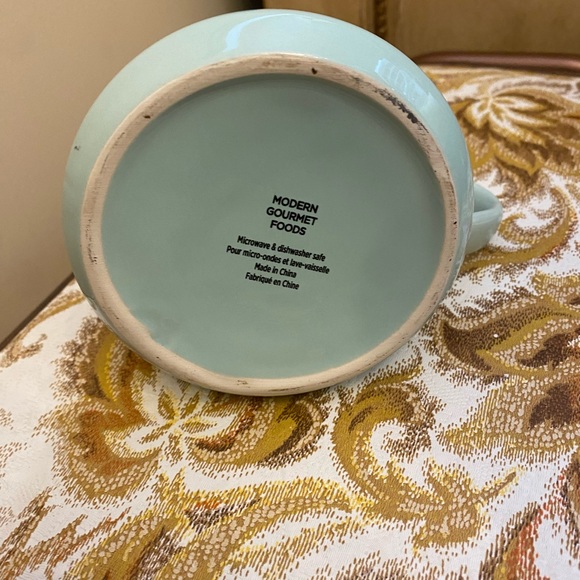 MODERN
GOURMET
FOODS
Microwave & dishwasher safe
Pour micro-ondes et lave-vaisselle
Made in China
Fabriqué en Chine